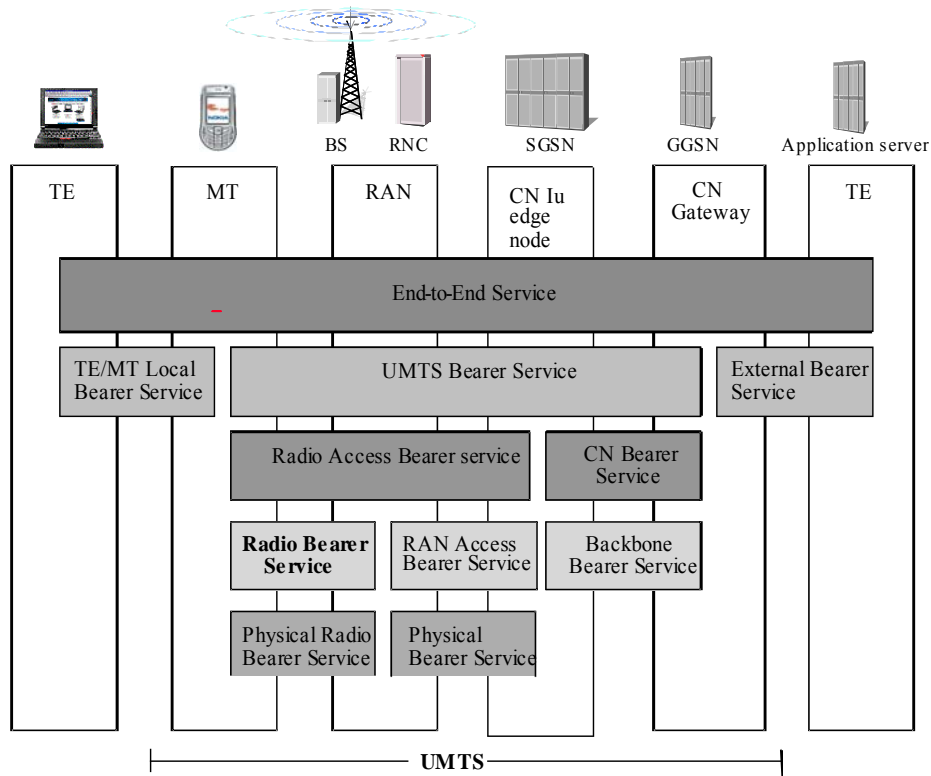 BS
RNC
SGSN
GGSN
Application server
TE
MT
RAN
CN Iu
edge
node
CN
Gateway
TE
End-to-End Service
TE/MT Local
Bearer Service
UMTS Bearer Service
External Bearer
Service
Radio Access Bearer service
CN Bearer
Service
Radio Bearer
Service
RAN Access
Bearer Service
Backbone
Bearer Service
Physical Radio
Bearer Service
Physical
Bearer Service
UMTS